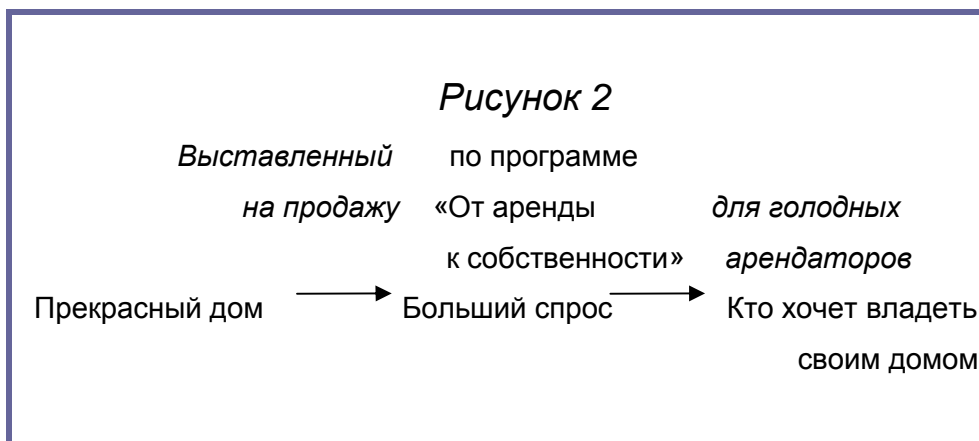 Рисунок 2
Выставленный по программе
на продажу «От аренды для голодных
к собственности» арендаторов
Прекрасный дом Больший спрос Кто хочет владеть
своим домом